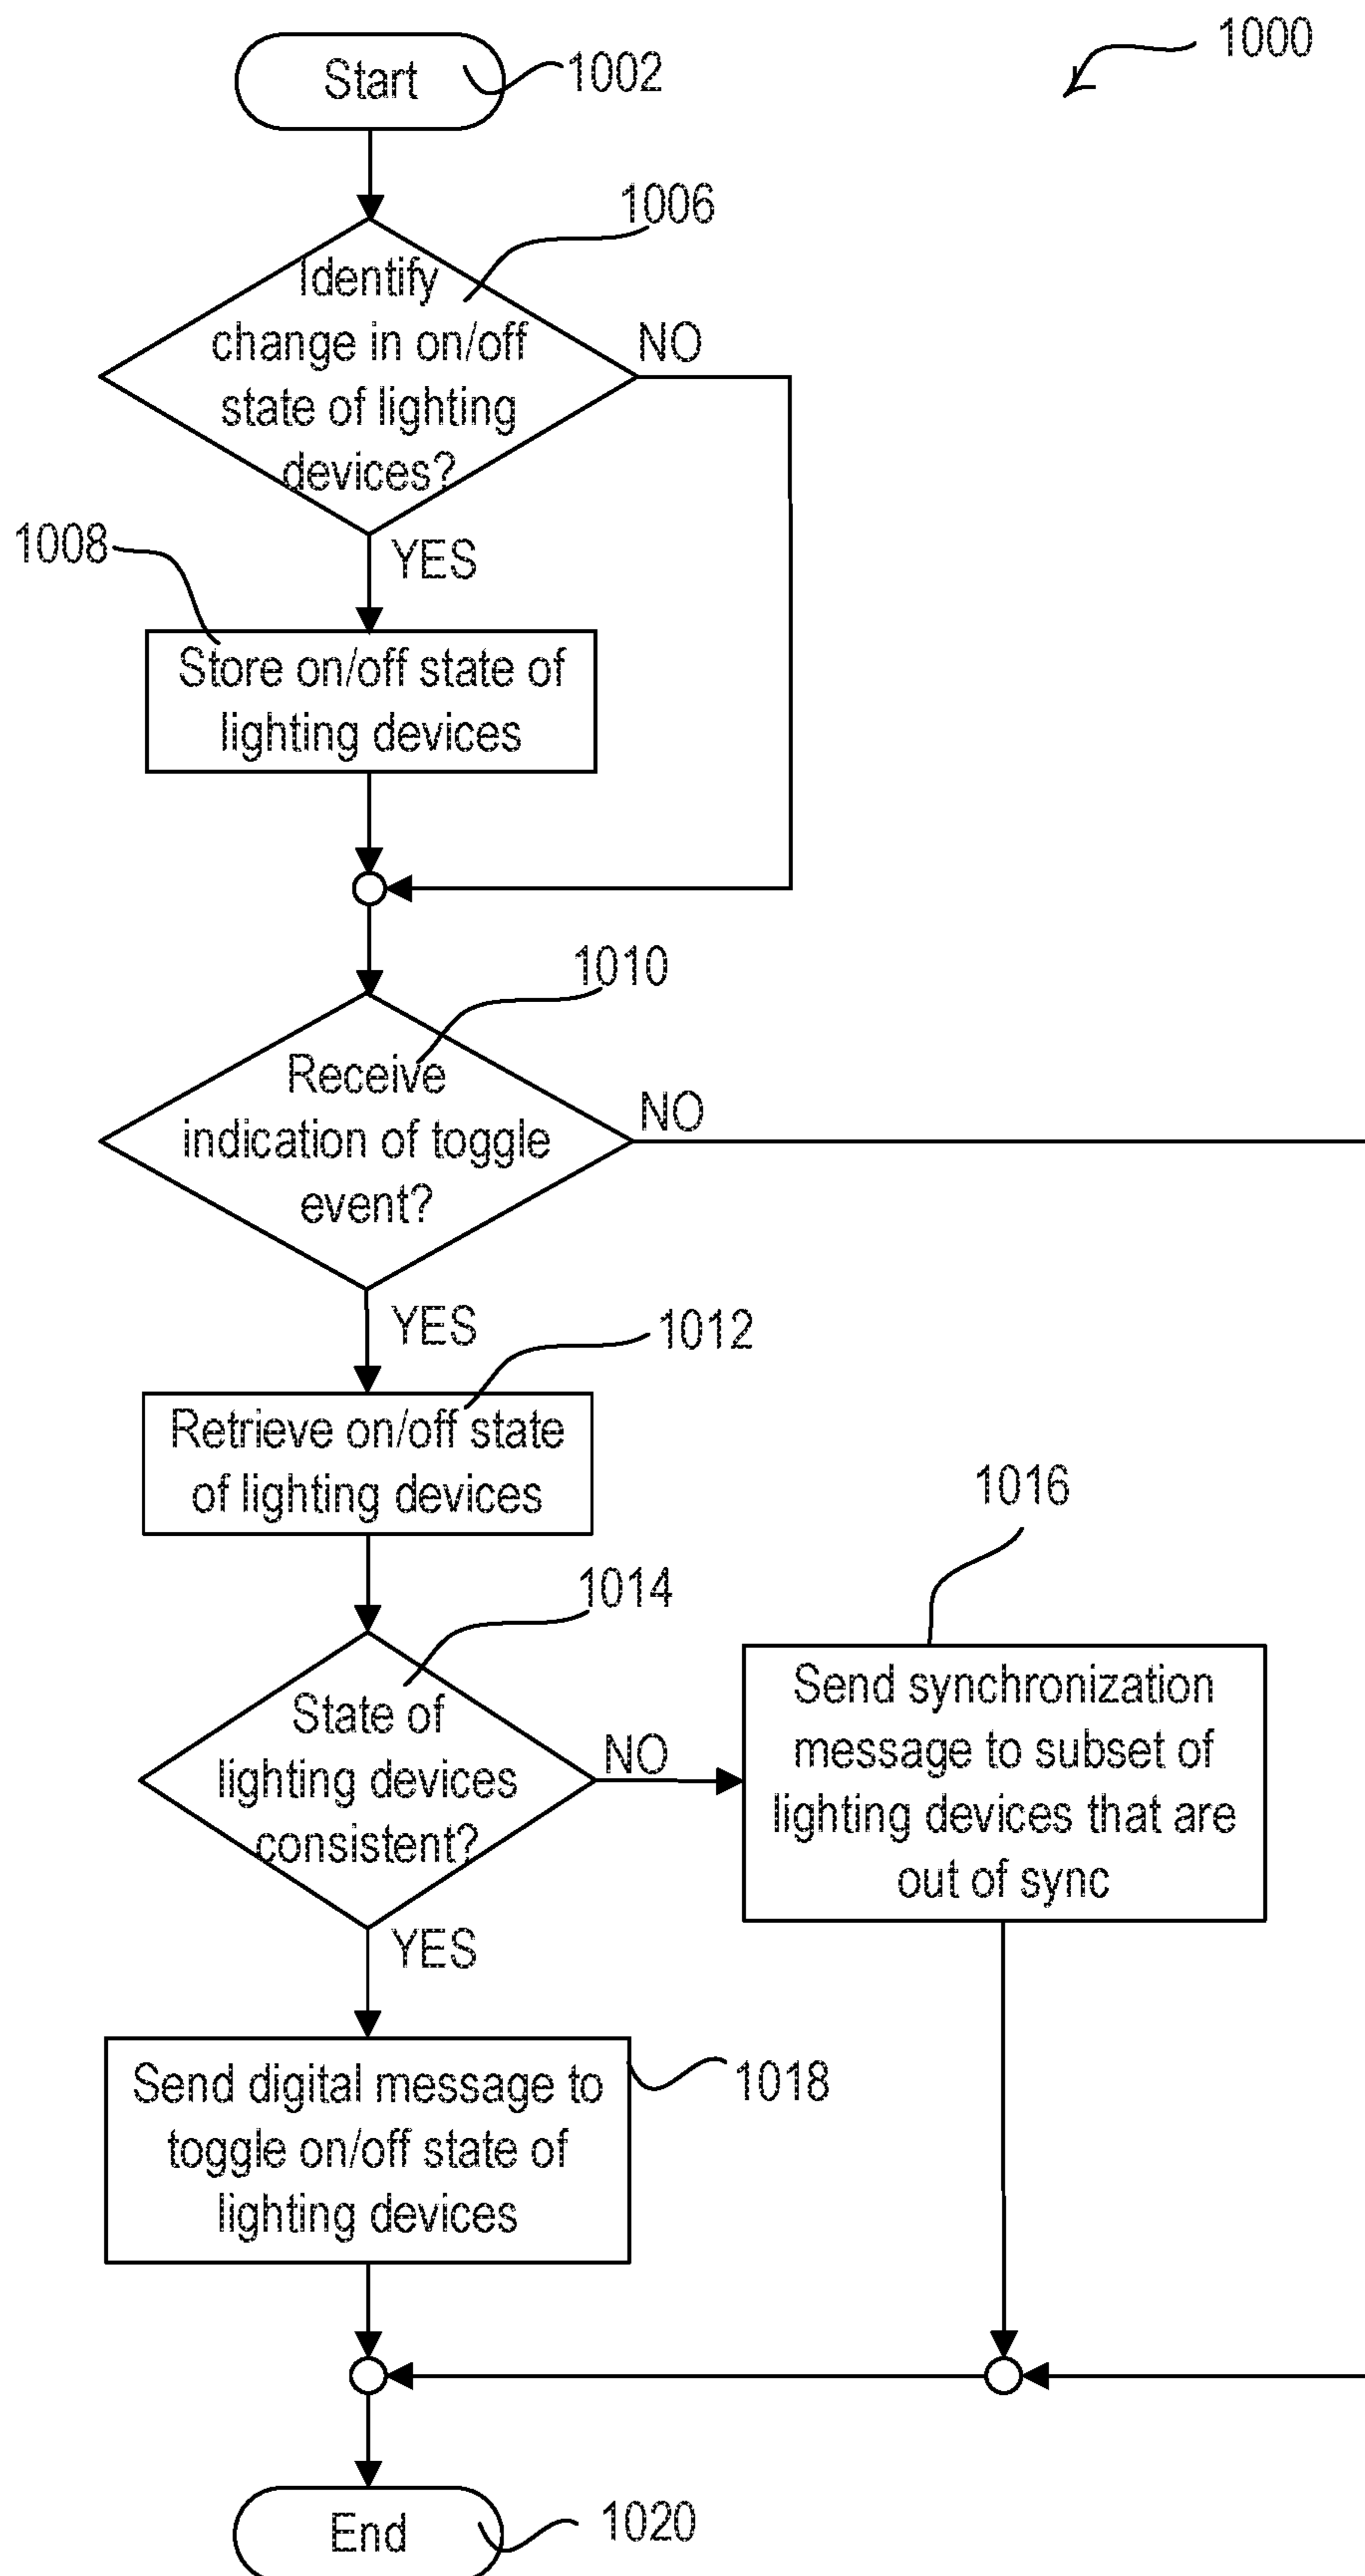 1000
Start
1002
1006
Identify
change in on/off
state of lighting
devices?
NO
YES
1008
Store on/off state of
lighting devices
1010
Receive
indication of toggle
event?
NO
YES
1012
Retrieve on/off state
of lighting devices
1014
State of
lighting devices
consistent?
NO
YES
1016
Send synchronization
message to subset of
lighting devices that are
out of sync
Send digital message to
toggle on/off state of
lighting devices
1018
End
1020